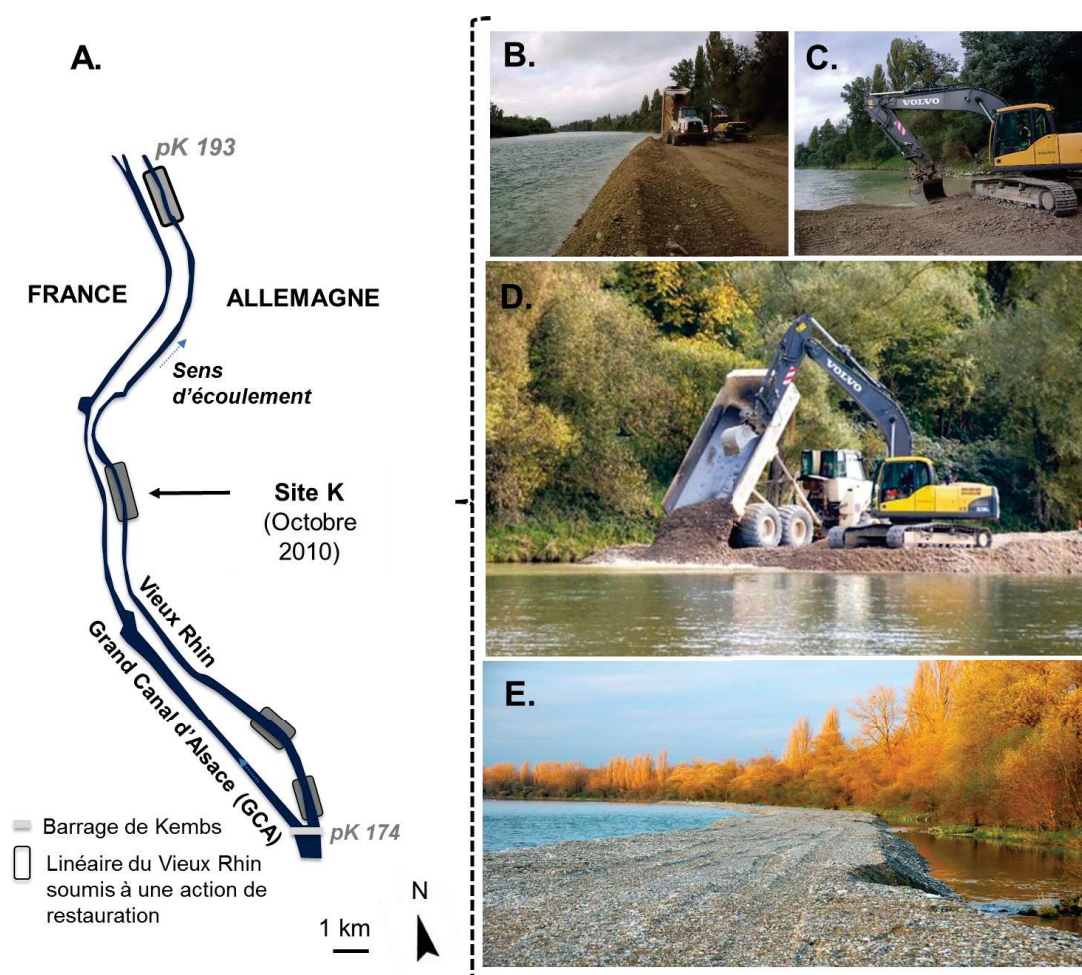 A.
pK 193
FRANCE
ALLEMAGNE
Sens
d'écoulement
Site K
(Octobre
2010)
Vieux Rhin
Grand Canal d'Alsace (GCA)
Barrage de Kembs
pK 174
Linéaire du Vieux Rhin
soumis à une action de
restauration
N
1 km
B.
C.
VOLVO
D.
VOLVO
E.